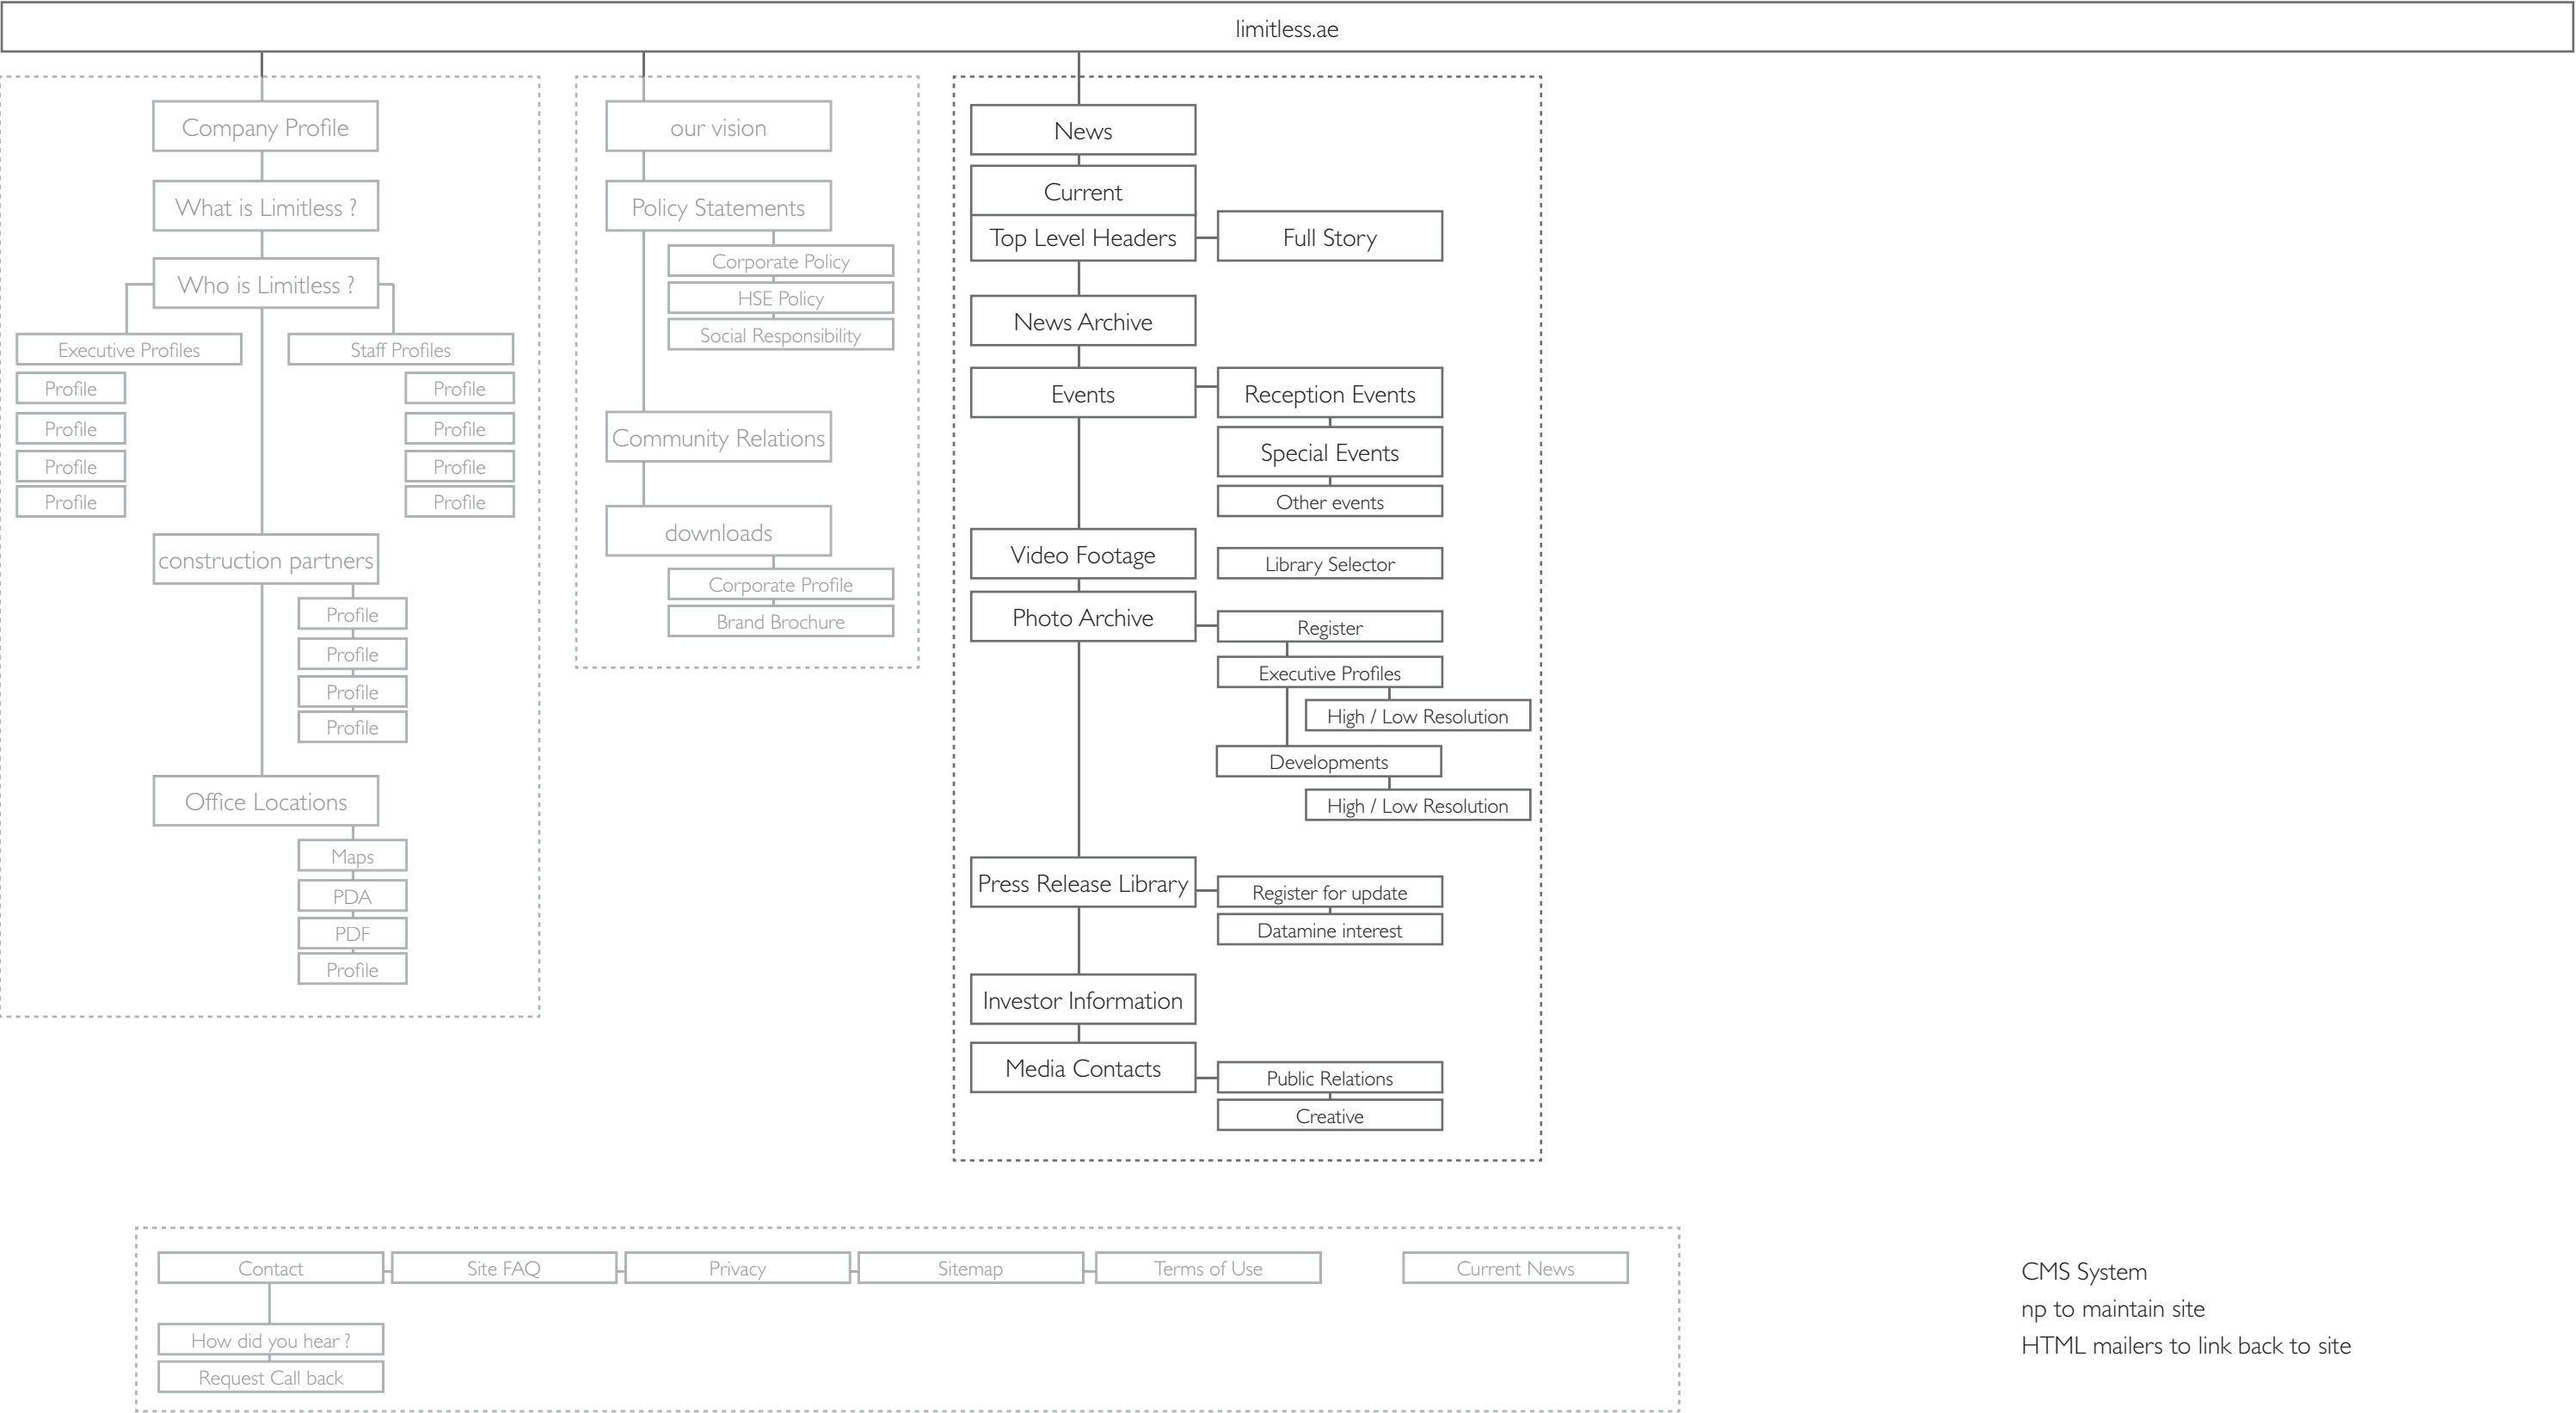 limitless.ae
Company Profile
What is Limitless ?
Who is Limitless ?
Executive Profiles
Staff Profiles
Profile
Profile
Profile
Profile
Profile
Profile
Profile
Profile
construction partners
Profile
Profile
Profile
Profile
Office Locations
Maps
PDA
PDF
Profile
our vision
Policy Statements
Corporate Policy
HSE Policy
Social Responsibility
Community Relations
downloads
Corporate Profile
Brand Brochure
News
Current
Top Level Headers
Full Story
News Archive
Events
Reception Events
Special Events
Other events
Video Footage
Library Selector
Photo Archive
Register
Executive Profiles
High / Low Resolution
Developments
High / Low Resolution
Press Release Library
Register for update
Datamine interest
Investor Information
Media Contacts
Public Relations
Creative
Contact
Site FAQ
Privacy
Sitemap
Terms of Use
Current News
How did you hear ?
Request Call back
CMS System
np to maintain site
HTML mailers to link back to site